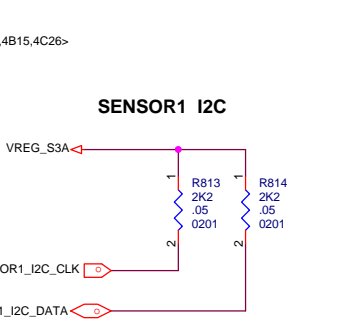 ,4B15,4C26>
SENSOR1 I2C
VREG_S3A
1
R813
2K2
.05
0201
2
1
R814
2K2
.05
0201
2
OR1_I2C_CLK
1_I2C_DATA